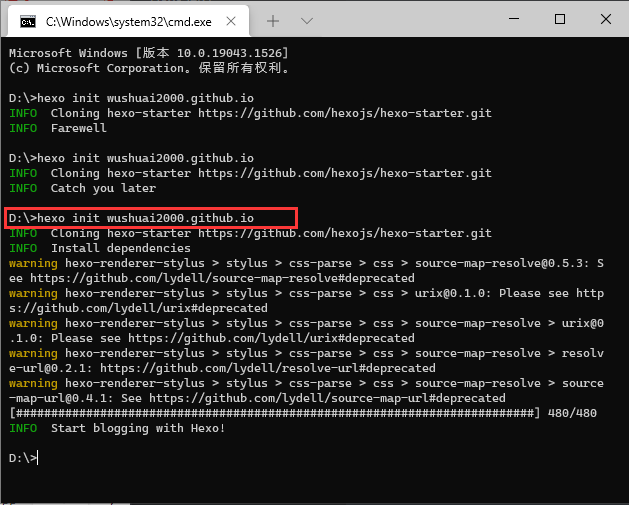 C:\Windows\system32\cmd.exe
Microsoft Windows [版本 10.0.19043.1526]
(c) Microsoft Corporation。保留所有权利。
D:\>hexo init wushuai2000.github.io
INFO  Cloning hexo-starter https://github.com/hexojs/hexo-starter.git
INFO  Farewell
D:\>hexo init wushuai2000.github.io
INFO  Cloning hexo-starter https://github.com/hexojs/hexo-starter.git
INFO  Catch you later
D:\>hexo init wushuai2000.github.io
INFO  Cloning hexo-starter https://github.com/hexojs/hexo-starter.git
INFO  Install dependencies
warning hexo-renderer-stylus > stylus > css-parse > css > source-map-resolve@0.5.3: S
ee https://github.com/lydell/source-map-resolve#deprecated
warning hexo-renderer-stylus > stylus > css-parse > css > urix@0.1.0: Please see http
s://github.com/lydell/urix#deprecated
warning hexo-renderer-stylus > stylus > css-parse > css > source-map-resolve > urix@0
.1.0: Please see https://github.com/lydell/urix#deprecated
warning hexo-renderer-stylus > stylus > css-parse > css > source-map-resolve > resolv
e-url@0.2.1: https://github.com/lydell/resolve-url#deprecated
warning hexo-renderer-stylus > stylus > css-parse > css > source-map-resolve > source
-map-url@0.4.1: See https://github.com/lydell/source-map-url#deprecated
[##########################################################################] 480/480
INFO  Start blogging with Hexo!
D:\>